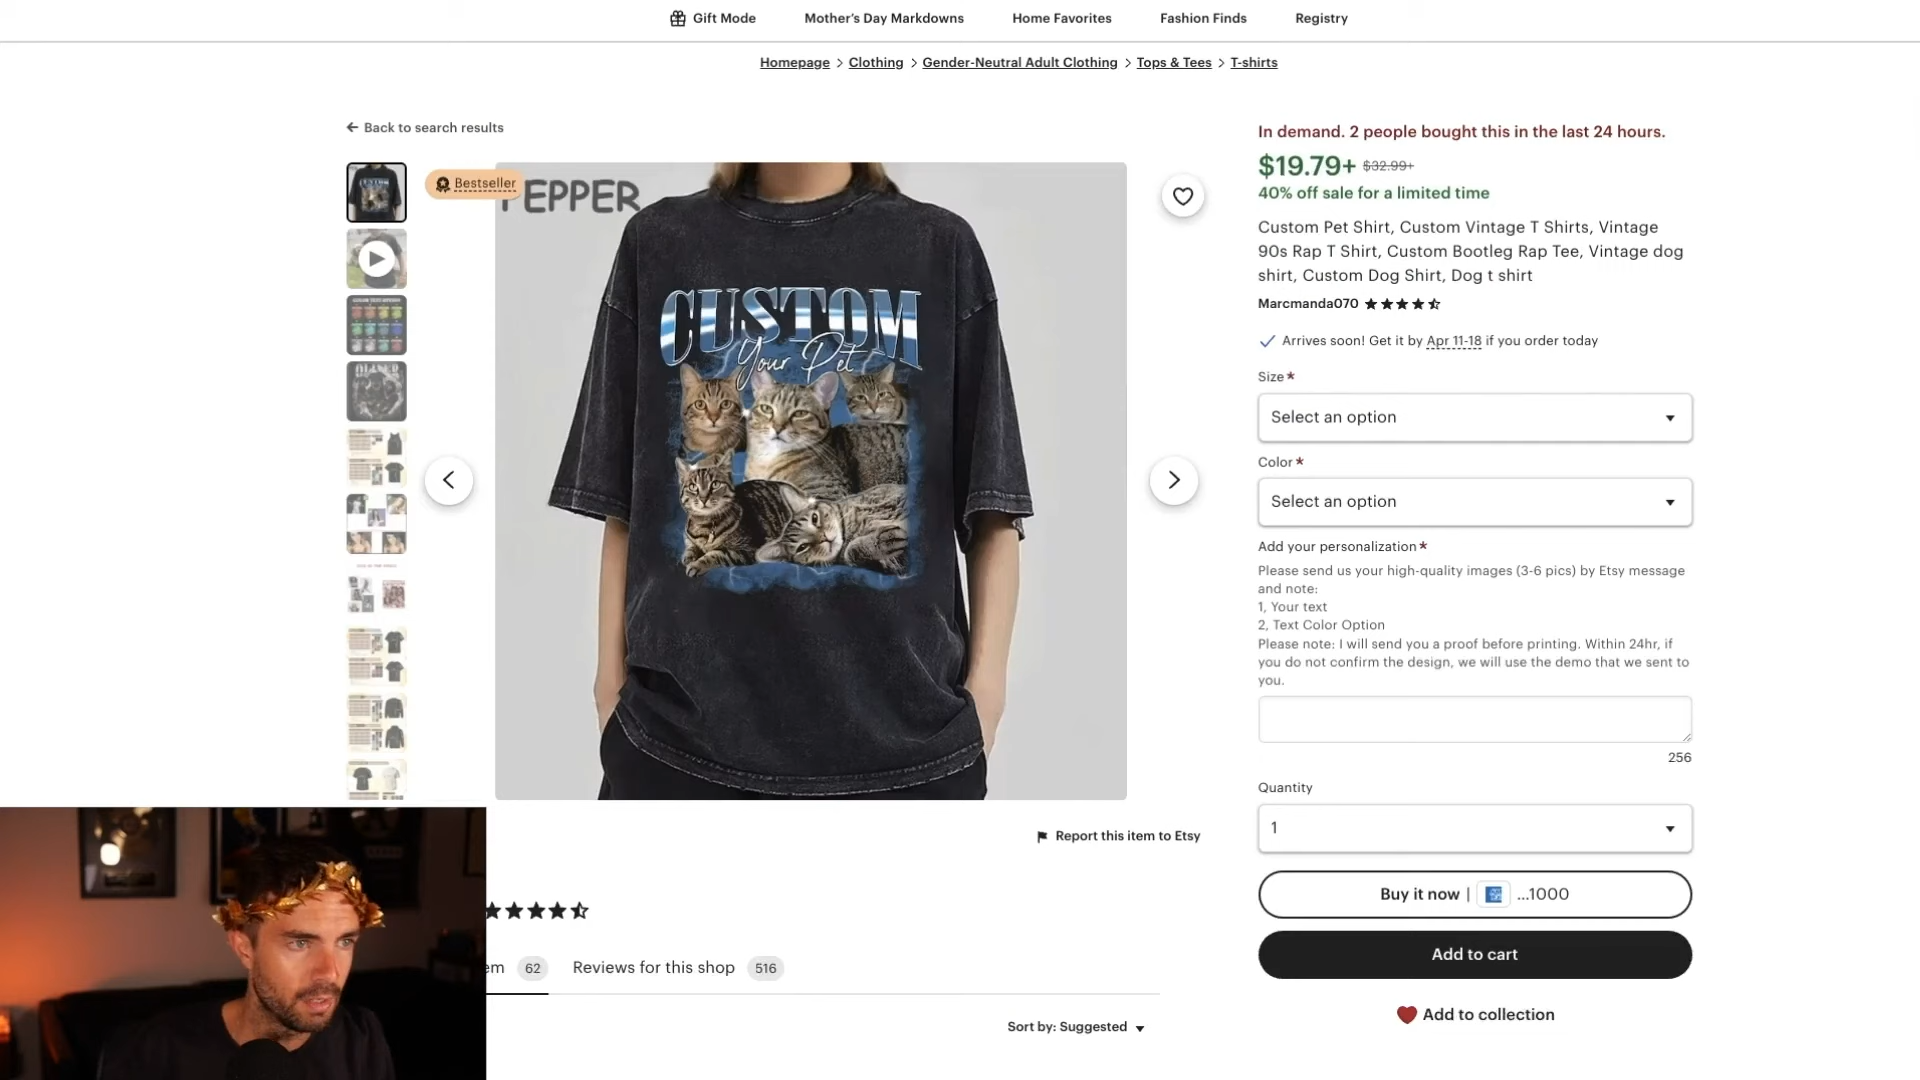 Gift Mode
Mother's Day Markdowns
Home Favorites
Fashion Finds
Registry
Homepage > Clothing > Gender-Neutral Adult Clothing > Tops & Tees > T-shirts
Back to search results
Bestseller
PEPPER
CUSTOM
Your Pet
In demand. 2 people bought this in the last 24 hours.
$19.79+ $32.99+
40% off sale for a limited time
Custom Pet Shirt, Custom Vintage T Shirts, Vintage
90s Rap T Shirt, Custom Bootleg Rap Tee, Vintage dog
shirt, Custom Dog Shirt, Dog t shirt
Marcmanda070
Arrives soon! Get it by Apr 11-18 if you order today
Size*
Select an option
Color*
Select an option
Add your personalization*
Please send us your high-quality images (3-6 pics) by Etsy message
and note:
1, Your text
2, Text Color Option
Please note: I will send you a proof before printing. Within 24hr, if
you do not confirm the design, we will use the demo that we sent to
you.
256
Quantity
1
Buy it now | ...1000
Add to cart
Add to collection
Report this item to Etsy
em 62
Reviews for this shop 516
Sort by: Suggested